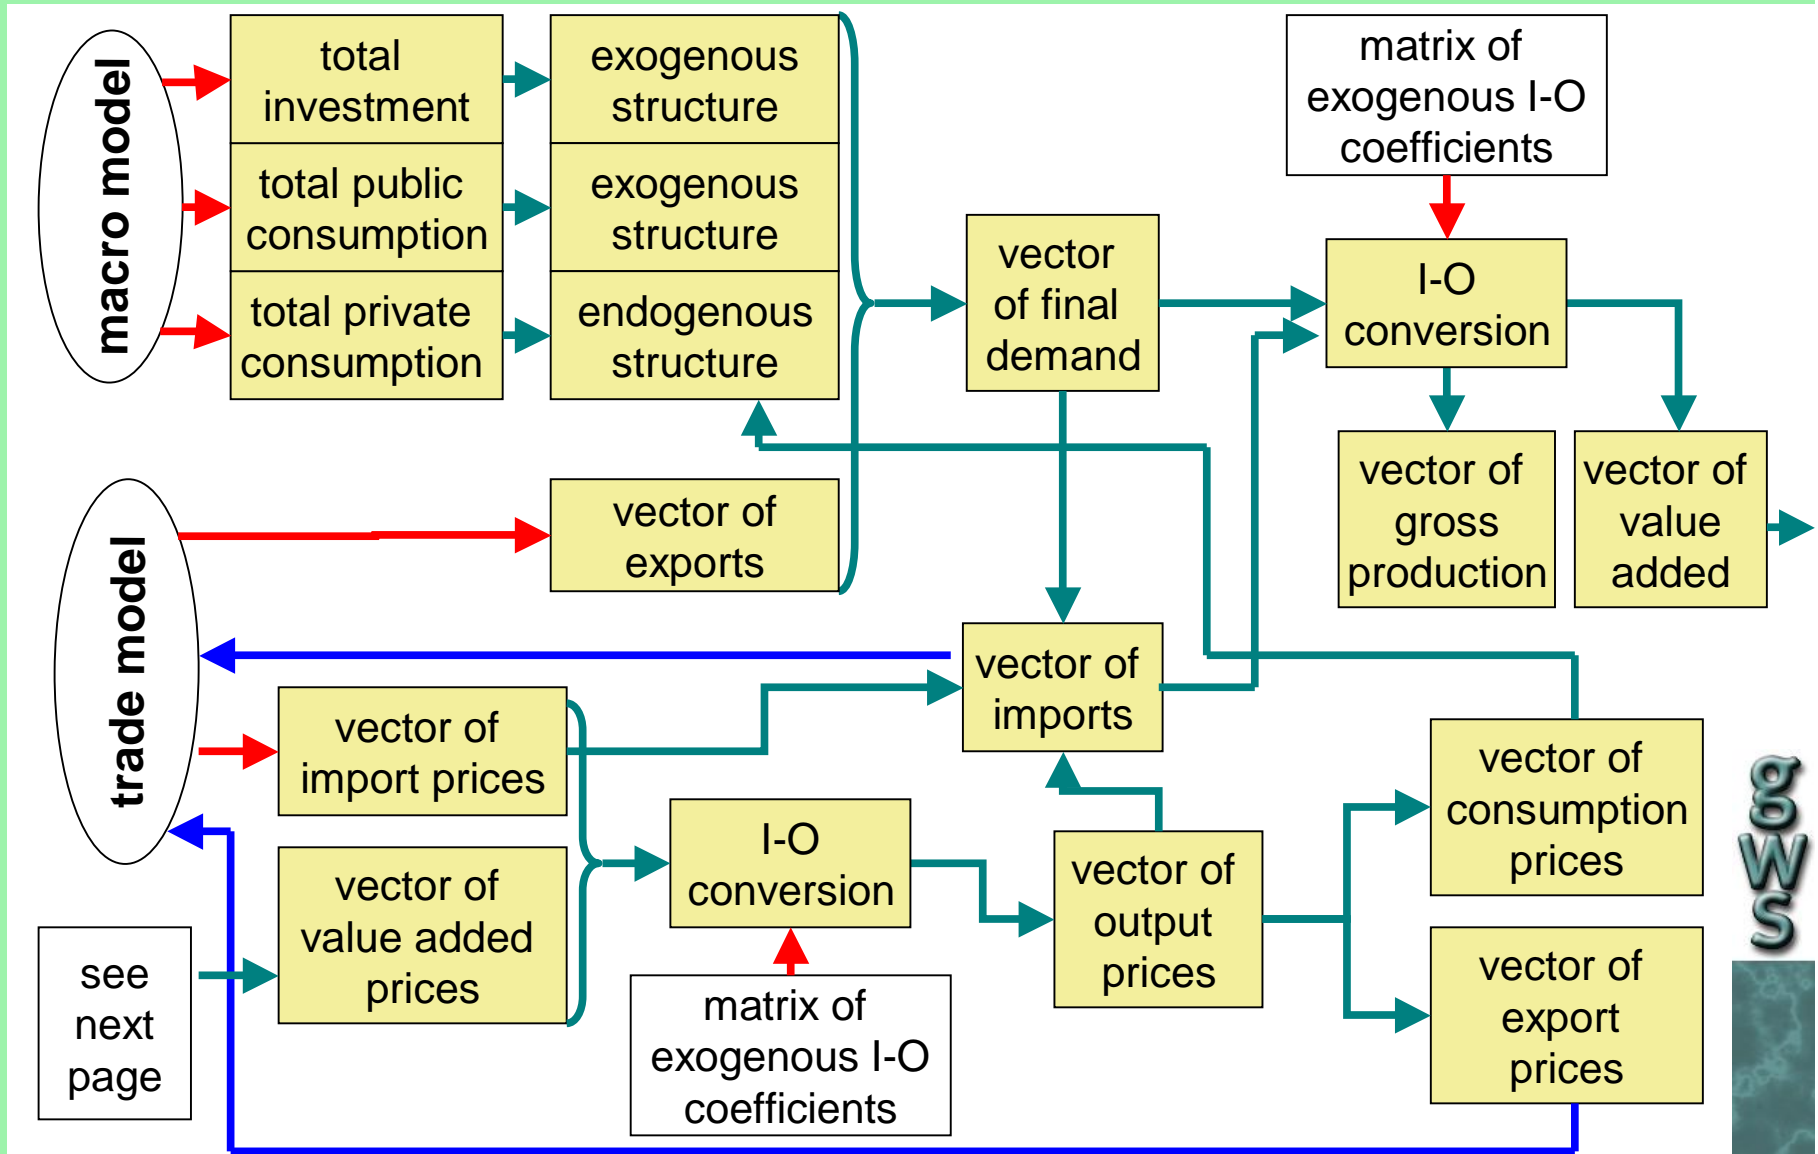 macro model
total
investment
exogenous
structure
total public
consumption
exogenous
structure
total private
consumption
endogenous
structure
matrix of
exogenous I-O
coefficients
vector
of final
demand
I-O
conversion
vector of
gross
production
vector of
value
added
trade model
vector of
exports
vector of
imports
vector of
import prices
vector of
value added
prices
I-O
conversion
matrix of
exogenous I-O
coefficients
vector of
output
prices
vector of
consumption
prices
vector of
export
prices
see
next
page
g
W
S